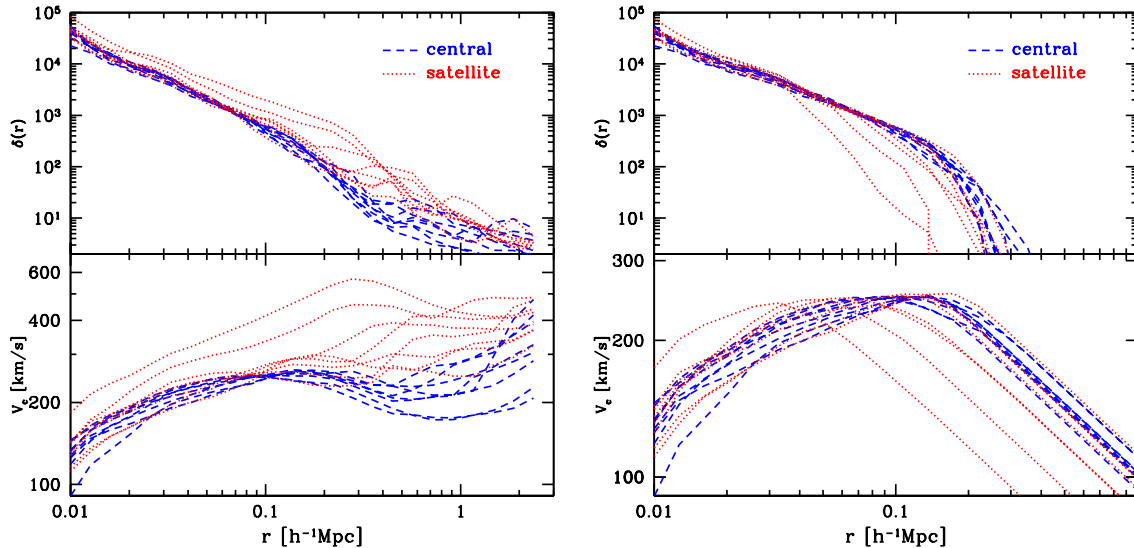 10⁵
10⁴
10³
10²
10¹
δ(r)
central
satellite
600
400
200
100
V_c [km/s]
0.01
0.1
1
r [h⁻¹Mpc]
10⁵
10⁴
10³
10²
10¹
δ(r)
central
satellite
300
200
100
V_c [km/s]
0.01
0.1
r [h⁻¹Mpc]